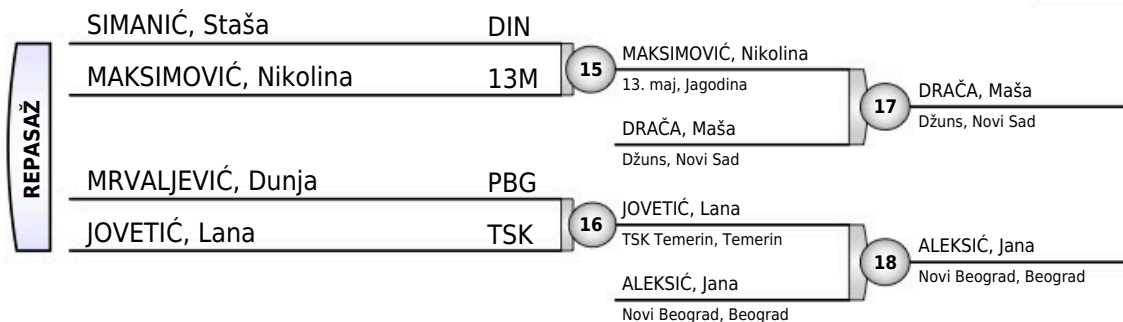 REPASAŽ
SIMANIĆ, Staša DIN
MAKSIMOVIĆ, Nikolina 13M
15
MAKSIMOVIĆ, Nikolina
13. maj, Jagodina
DRAČA, Maša
Džuns, Novi Sad
17
DRAČA, Maša
Džuns, Novi Sad
MRVALJEVIĆ, Dunja PBG
JOVETIĆ, Lana TSK
16
JOVETIĆ, Lana
TSK Temerin, Temerin
ALEKSIĆ, Jana
Novi Beograd, Beograd
18
ALEKSIĆ, Jana
Novi Beograd, Beograd